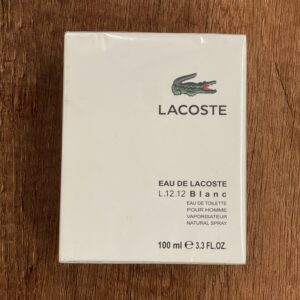 LACOSTE
EAU DE LACOSTE
L.12.12 Blanc
EAU DE TOILETTE
POUR HOMME
VAPORISATEUR
NATURAL SPRAY
100 ml ℮ 3.3 FL.OZ.